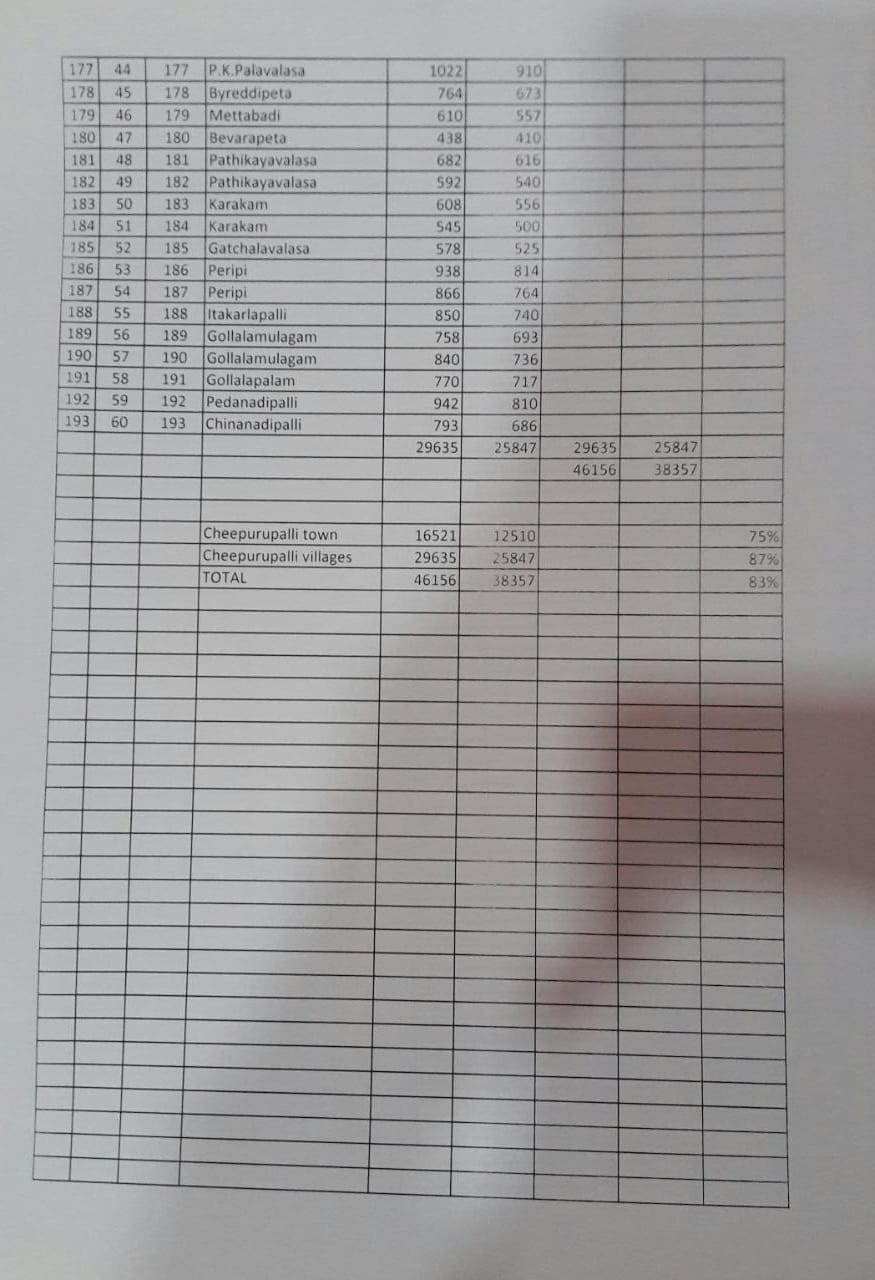 177 44 177 P.K.Palavalasa 1022 910
178 45 178 Byreddipeta 764 673
179 46 179 Mettabadi 610 557
180 47 180 Bevarapeta 438 410
181 48 181 Pathikayavalasa 682 616
182 49 182 Pathikayavalasa 592 540
183 50 183 Karakam 608 556
184 51 184 Karakam 545 500
185 52 185 Gatchalavalasa 578 525
186 53 186 Peripi 938 814
187 54 187 Peripi 866 764
188 55 188 Itakarlapalli 850 740
189 56 189 Gollalamulagam 758 693
190 57 190 Gollalamulagam 840 736
191 58 191 Gollalapalam 770 717
192 59 192 Pedanadipalli 942 810
193 60 193 Chinanadipalli 793 686
29635 25847 29635 25847
46156 38357
Cheepurupalli town 16521 12510 75%
Cheepurupalli villages 29635 25847 87%
TOTAL 46156 38357 83%